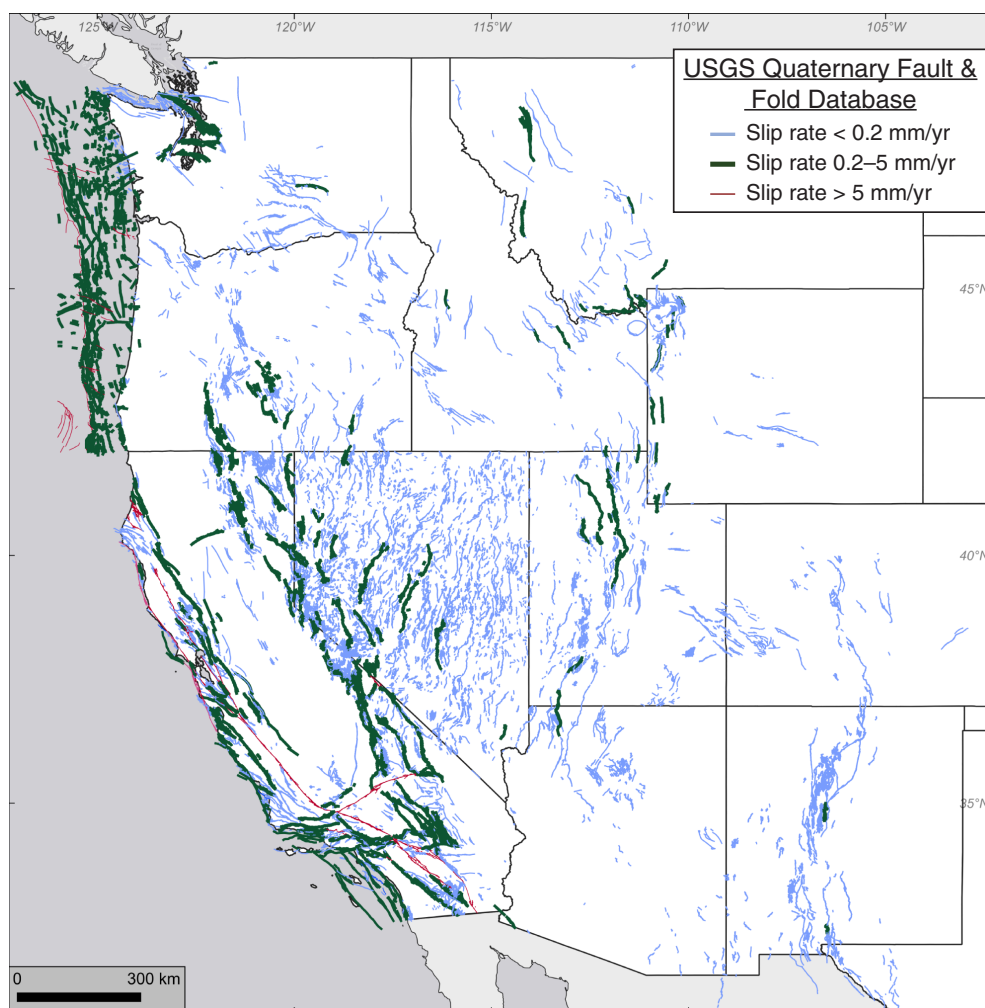 125°W 120°W 115°W 110°W 105°W
USGS Quaternary Fault &
Fold Database
Slip rate < 0.2 mm/yr
Slip rate 0.2–5 mm/yr
Slip rate > 5 mm/yr
45°N
40°N
35°N
0 300 km